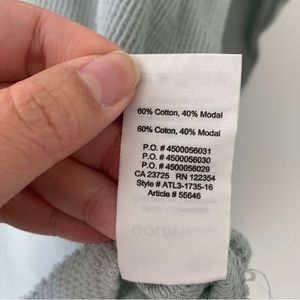 60% Cotton, 40% Modal
60% Coton, 40% Modal
P.O. # 4500056031
P.O. # 4500056030
P.O. # 4500056029
CA 23725 RN 122354
Style # ATL3-1735-16
Article # 55646